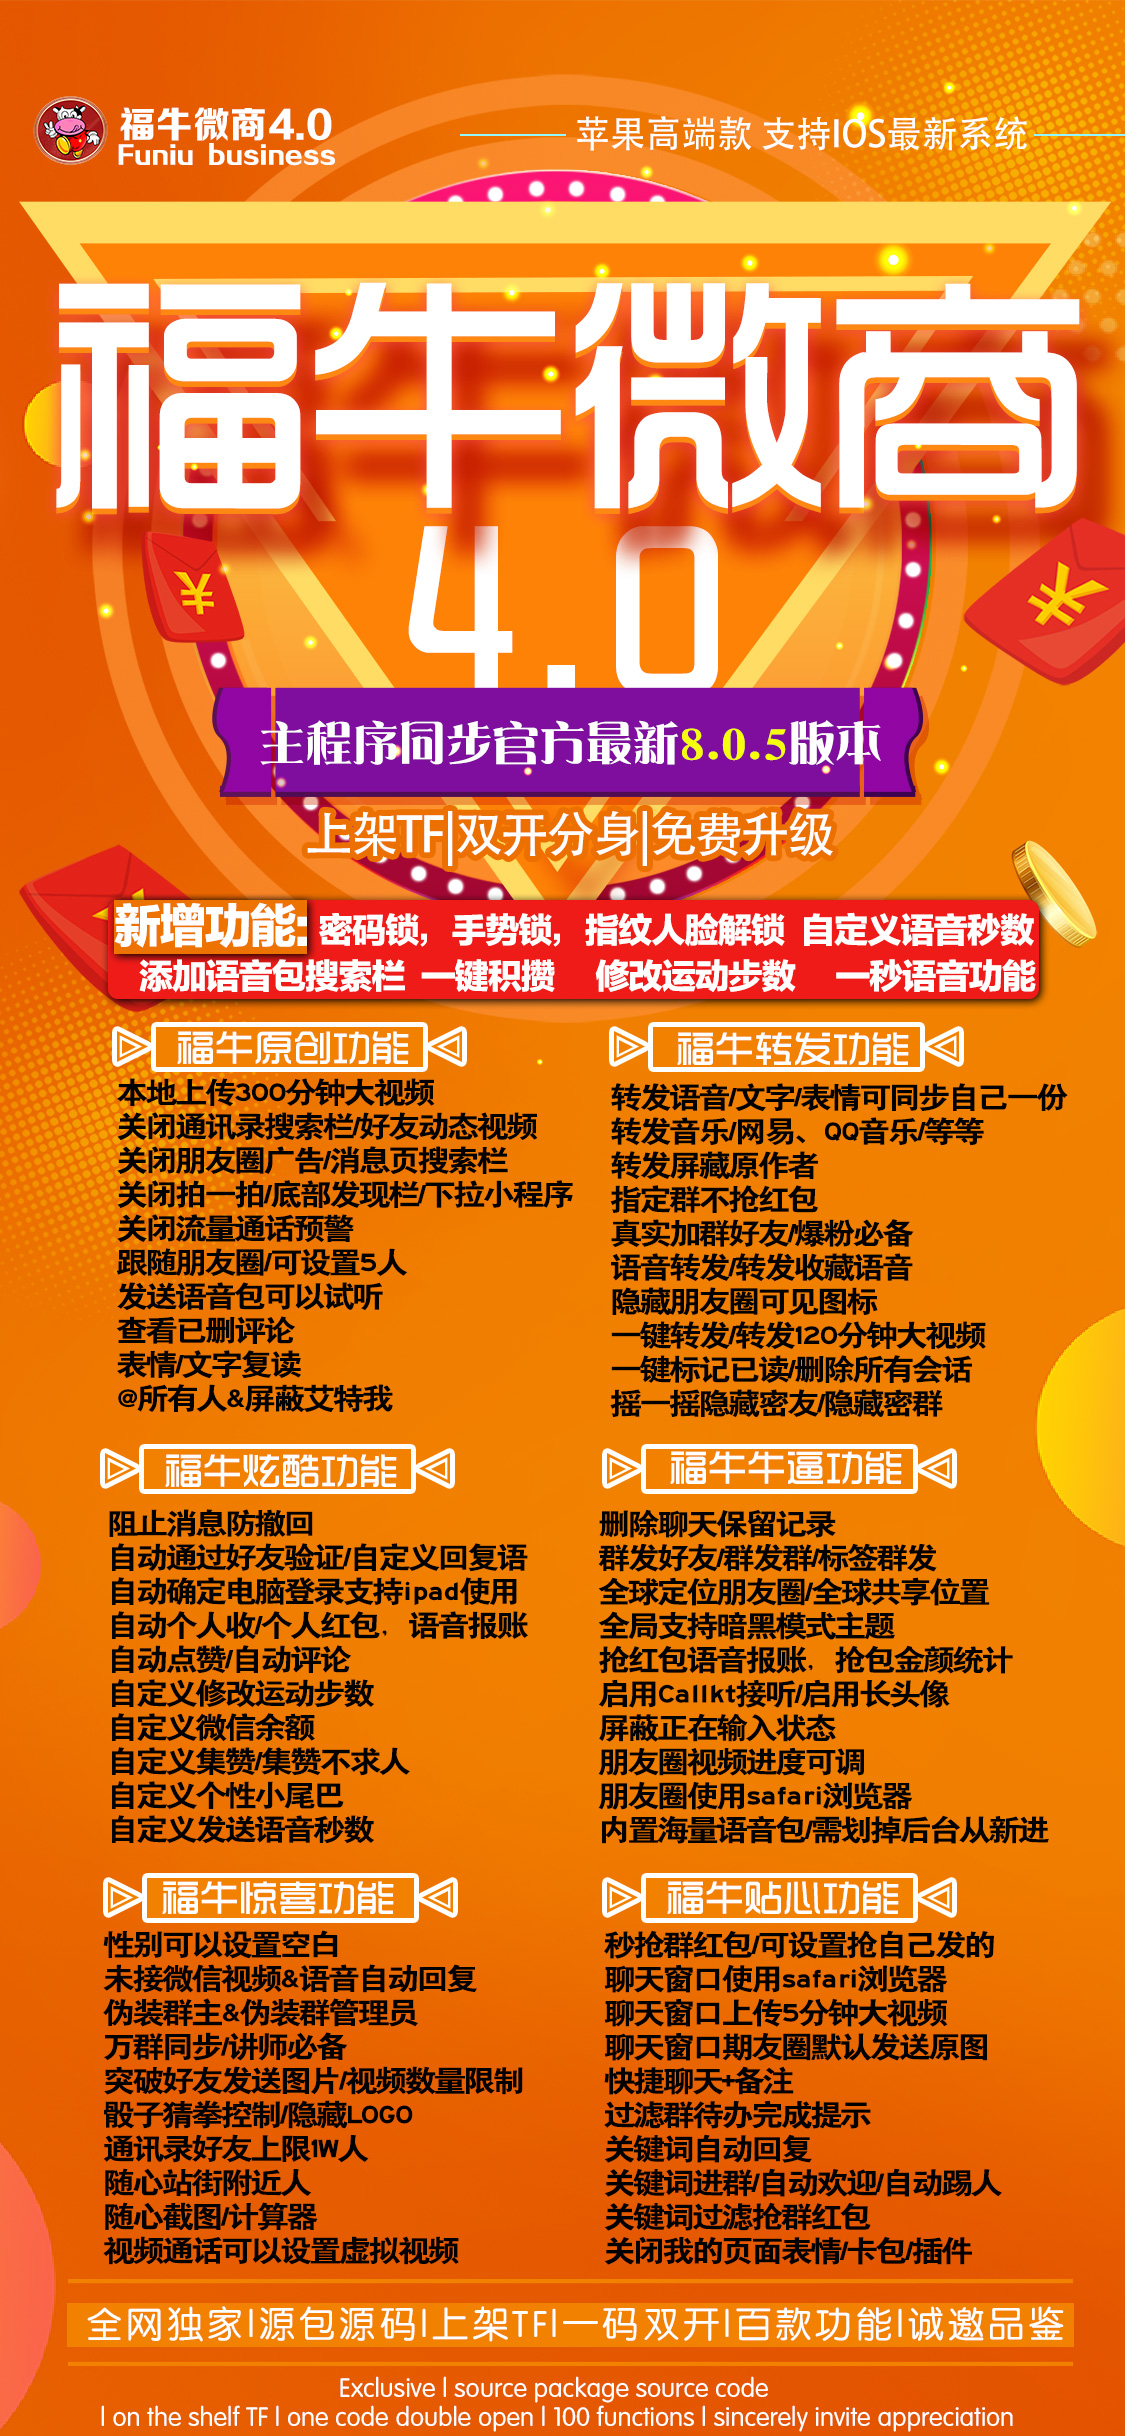 福牛微商4.0
Funiu business
苹果高端款 支持IOS最新系统
福牛微商
4.0
主程序同步官方最新8.0.5版本
上架TF|双开分身|免费升级
新增功能: 密码锁，手势锁，指纹人脸解锁 自定义语音秒数
添加语音包搜索栏 一键积攒 修改运动步数 一秒语音功能
福牛原创功能
本地上传300分钟大视频
关闭通讯录搜索栏/好友动态视频
关闭朋友圈广告/消息页搜索栏
关闭拍一拍/底部发现栏/下拉小程序
关闭流量通话预警
跟随朋友圈/可设置5人
发送语音包可以试听
查看已删评论
表情/文字复读
@所有人&屏蔽艾特我
福牛转发功能
转发语音/文字/表情可同步自己一份
转发音乐/网易、QQ音乐/等等
转发屏藏原作者
指定群不抢红包
真实加群好友/爆粉必备
语音转发/转发收藏语音
隐藏朋友圈可见图标
一键转发/转发120分钟大视频
一键标记已读/删除所有会话
摇一摇隐藏密友/隐藏密群
福牛炫酷功能
阻止消息防撤回
自动通过好友验证/自定义回复语
自动确定电脑登录支持ipad使用
自动个人收/个人红包，语音报账
自动点赞/自动评论
自定义修改运动步数
自定义微信余额
自定义集赞/集赞不求人
自定义个性小尾巴
自定义发送语音秒数
福牛牛逼功能
删除聊天保留记录
群发好友/群发群/标签群发
全球定位朋友圈/全球共享位置
全局支持暗黑模式主题
抢红包语音报账，抢包金颜统计
启用Callkt接听/启用长头像
屏蔽正在输入状态
朋友圈视频进度可调
朋友圈使用safari浏览器
内置海量语音包/需划掉后台从新进
福牛惊喜功能
性别可以设置空白
未接微信视频&语音自动回复
伪装群主&伪装群管理员
万群同步/讲师必备
突破好友发送图片/视频数量限制
骰子猜拳控制/隐藏LOGO
通讯录好友上限1W人
随心站街附近人
随心截图/计算器
视频通话可以设置虚拟视频
福牛贴心功能
秒抢群红包/可设置抢自己发的
聊天窗口使用safari浏览器
聊天窗口上传5分钟大视频
聊天窗口期友圈默认发送原图
快捷聊天+备注
过滤群待办完成提示
关键词自动回复
关键词进群/自动欢迎/自动踢人
关键词过滤抢群红包
关闭我的页面表情/卡包/插件
全网独家|源包源码|上架TF|一码双开|百款功能|诚邀品鉴
Exclusive | source package source code
| on the shelf TF | one code double open | 100 functions | sincerely invite appreciation